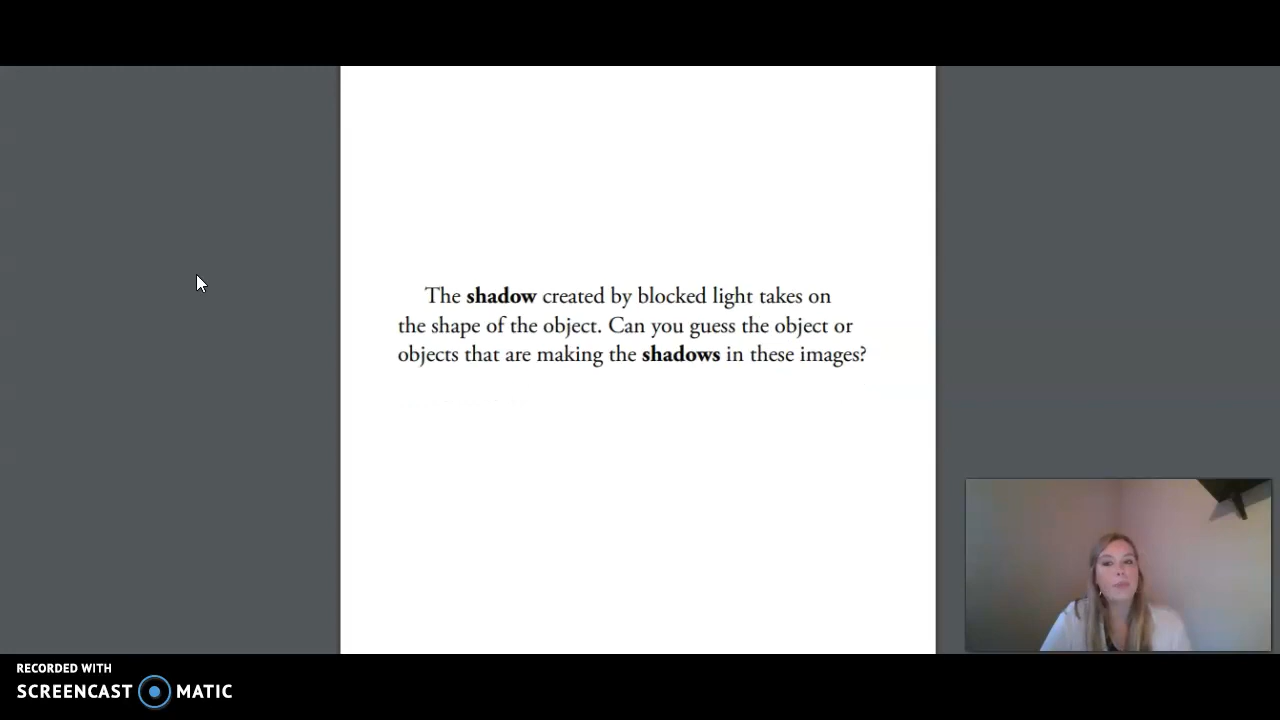 The shadow created by blocked light takes on
the shape of the object. Can you guess the object or
objects that are making the shadows in these images?
RECORDED WITH
SCREENCAST MATIC